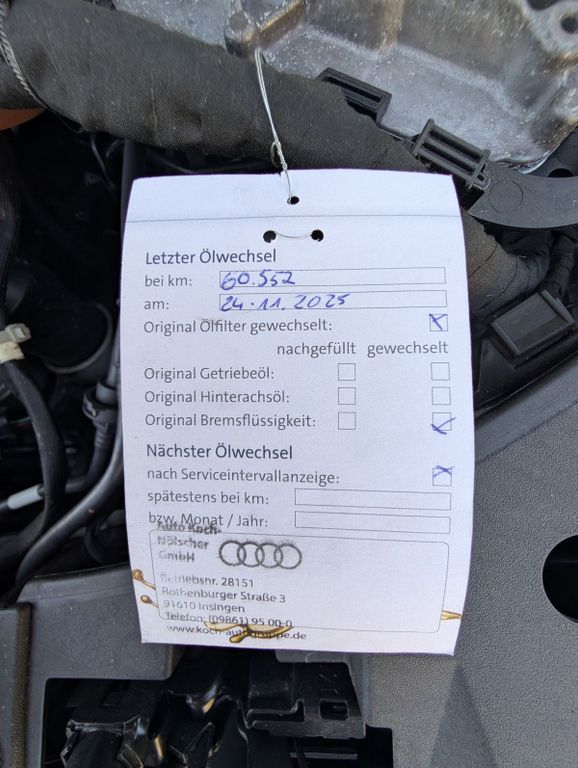 Letzter Ölwechsel
bei km: 60.552
am: 24.11.2025
Original Ölfilter gewechselt:
nachgefüllt gewechselt
Original Getriebeöl:
Original Hinterachsöl:
Original Bremsflüssigkeit:
Nächster Ölwechsel
nach Serviceintervallanzeige:
spätestens bei km:
bzw. Monat / Jahr:
Auto Koch-
Mölscher
GmbH
Betriebsnr. 28151
Rothenburger Straße 3
91610 Insingen
Telefon: (09861) 95 00-0
www.koch-autogruppe.de